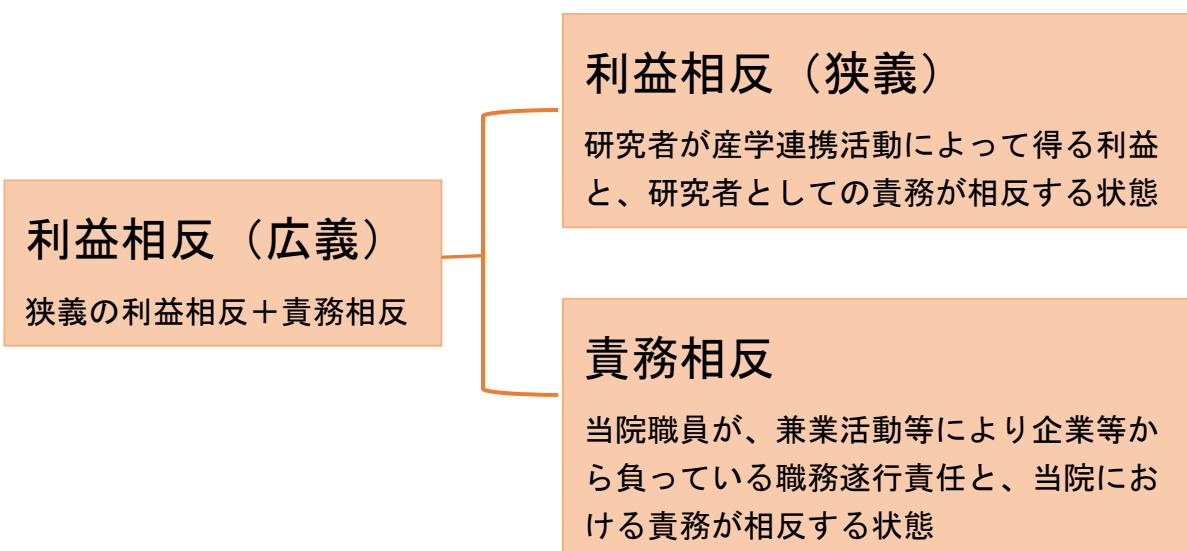 利益相反（広義）
狭義の利益相反＋責務相反
利益相反（狭義）
研究者が産学連携活動によって得る利益
と、研究者としての責務が相反する状態
責務相反
当院職員が、兼業活動等により企業等か
ら負っている職務遂行責任と、当院にお
ける責務が相反する状態